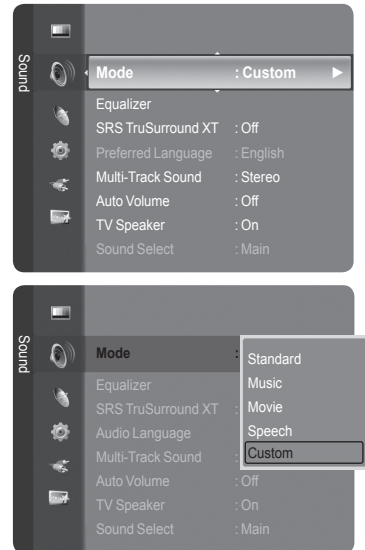 Sound
Mode : Custom ►
Equalizer
SRS TruSurround XT : Off
Preferred Language : English
Multi-Track Sound : Stereo
Auto Volume : Off
TV Speaker : On
Sound Select : Main
Sound
Mode :
Standard
Equalizer
Music
SRS TruSurround XT :
Movie
Audio Language
Speech
Multi-Track Sound :
Custom
Auto Volume : Off
TV Speaker : On
Sound Select : Main